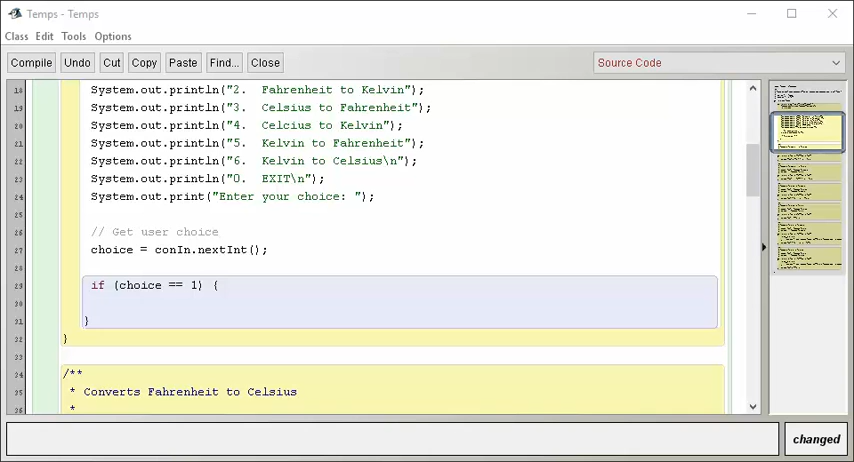 Temps - Temps
Class Edit Tools Options
Compile Undo Cut Copy Paste Find... Close Source Code
18 System.out.println("2.  Fahrenheit to Kelvin");
19 System.out.println("3.  Celsius to Fahrenheit");
20 System.out.println("4.  Celcius to Kelvin");
21 System.out.println("5.  Kelvin to Fahrenheit");
22 System.out.println("6.  Kelvin to Celsius\n");
23 System.out.println("0.  EXIT\n");
24 System.out.print("Enter your choice: ");
25
26 // Get user choice
27 choice = conIn.nextInt();
28
29 if (choice == 1) {
30
31 }
32 }
33
34 /**
35 * Converts Fahrenheit to Celsius
36 *
changed